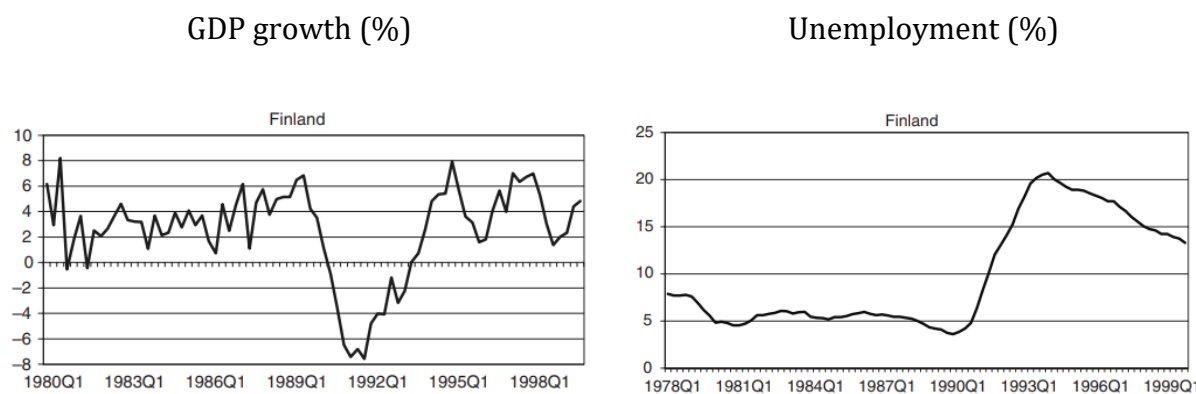 GDP growth (%)
Unemployment (%)
Finland
10
8
6
4
2
0
–2
–4
–6
–8
1980Q1 1983Q1 1986Q1 1989Q1 1992Q1 1995Q1 1998Q1
Finland
25
20
15
10
5
0
1978Q1 1981Q1 1984Q1 1987Q1 1990Q1 1993Q1 1996Q1 1999Q1